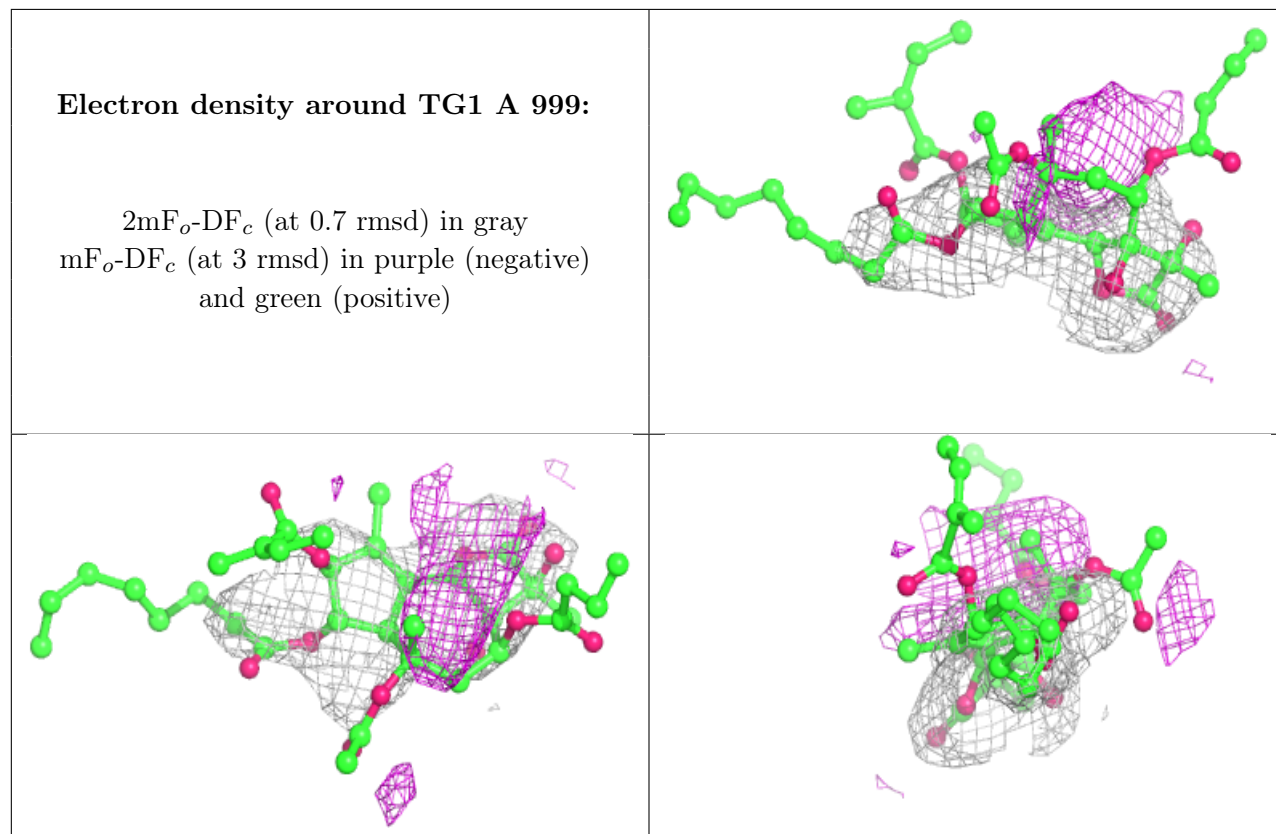 Electron density around TG1 A 999:
2mFo-DFc (at 0.7 rmsd) in gray
mFo-DFc (at 3 rmsd) in purple (negative)
and green (positive)